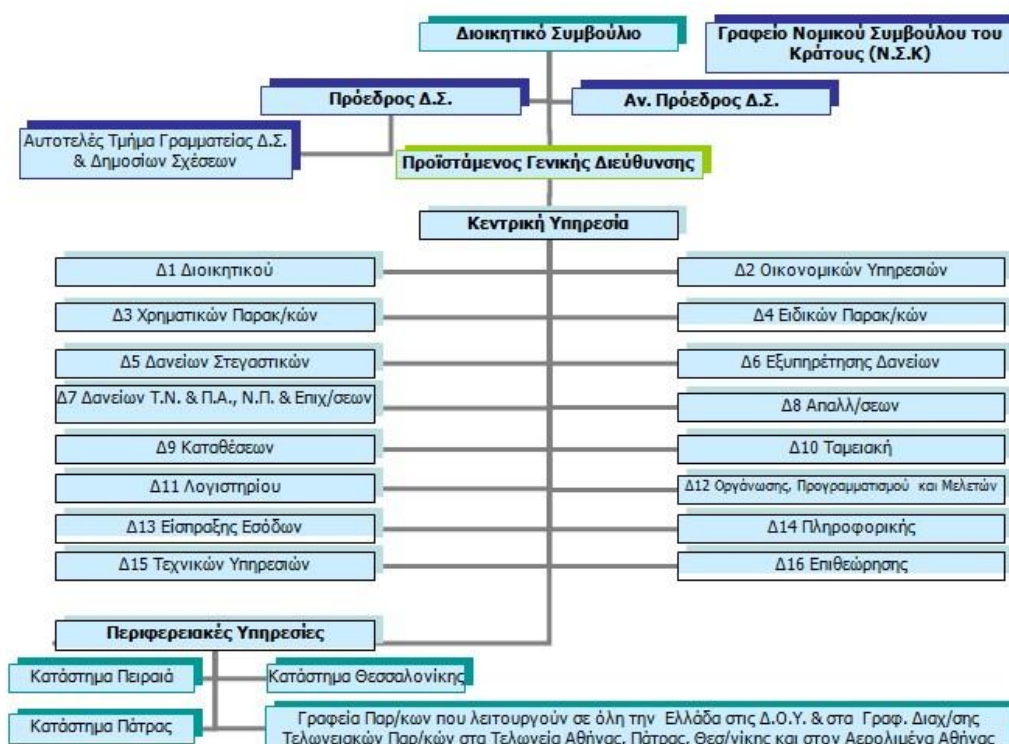 Διοικητικό Συμβούλιο
Γραφείο Νομικού Συμβούλου του
Κράτους (Ν.Σ.Κ)
Πρόεδρος Δ.Σ.
Αν. Πρόεδρος Δ.Σ.
Αυτοτελές Τμήμα Γραμματείας Δ.Σ.
& Δημοσίων Σχέσεων
Προϊστάμενος Γενικής Διεύθυνσης
Κεντρική Υπηρεσία
Δ1 Διοικητικού
Δ2 Οικονομικών Υπηρεσιών
Δ3 Χρηματικών Παρακ/κών
Δ4 Ειδικών Παρακ/κών
Δ5 Δανείων Στεγαστικών
Δ6 Εξυπηρέτησης Δανείων
Δ7 Δανείων Τ.Ν. & Π.Α., Ν.Π. & Επιχ/σεων
Δ8 Απαλλ/σεων
Δ9 Καταθέσεων
Δ10 Ταμειακή
Δ11 Λογιστηρίου
Δ12 Οργάνωσης, Προγραμματισμού και Μελετών
Δ13 Είσπραξης Εσόδων
Δ14 Πληροφορικής
Δ15 Τεχνικών Υπηρεσιών
Δ16 Επιθεώρησης
Περιφερειακές Υπηρεσίες
Κατάστημα Πειραιά
Κατάστημα Θεσσαλονίκης
Κατάστημα Πάτρας
Γραφεία Παρ/κων που λειτουργούν σε όλη την Ελλάδα στις Δ.Ο.Υ. & στα Γραφ. Διαχ/σης
Τελωνειακών Παρ/κών στα Τελωνεία Αθήνας, Πάτρας, Θεσ/νίκης και στον Αερολιμένα Αθήνας